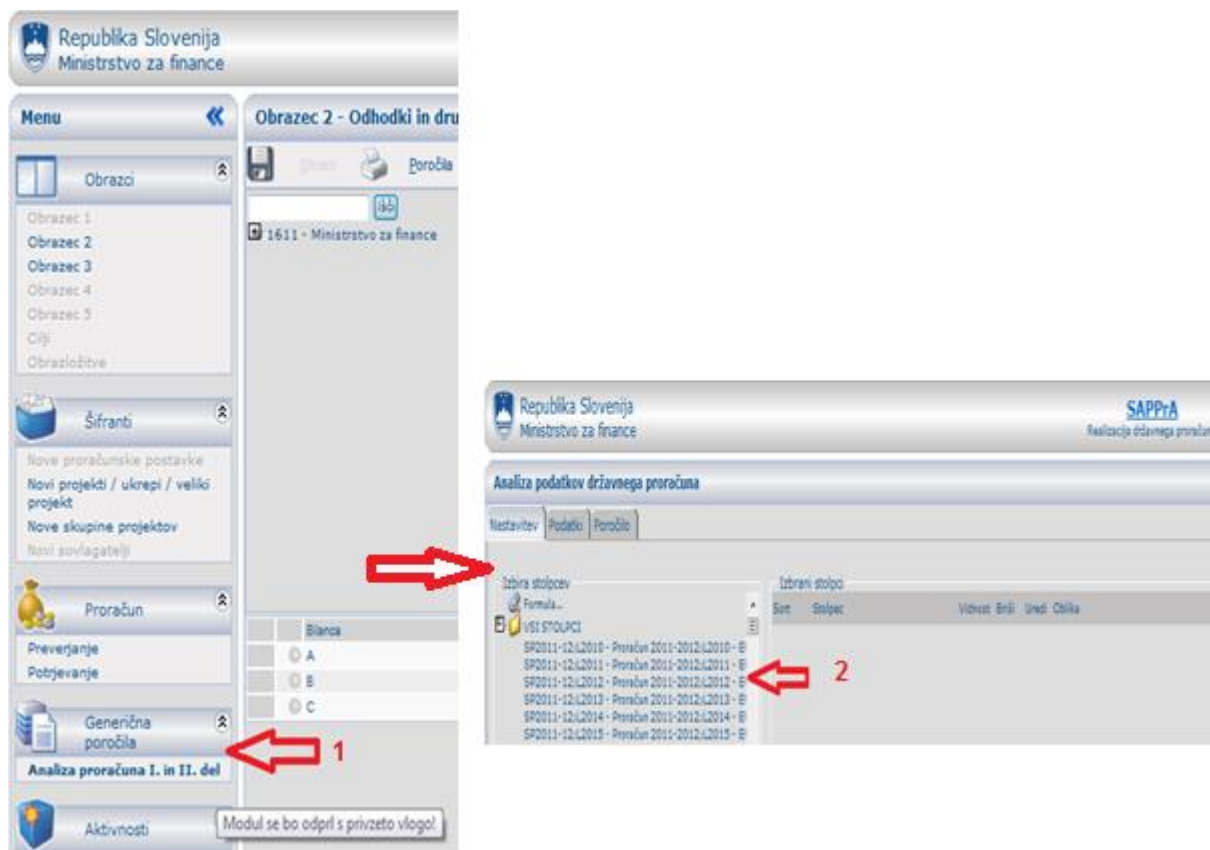 Republika Slovenija
Ministrstvo za finance
Menu
Obrazci
Obrazec 1
Obrazec 2
Obrazec 3
Obrazec 4
Obrazec 5
Cilji
Obrazložitve
Šifranti
Nove proračunske postavke
Novi projekti / ukrepi / veliki
projekt
Nove skupine projektov
Novi sovlagatelji
Proračun
Preverjanje
Potrjevanje
Generična
poročila
Analiza proračuna I. in II. del
Aktivnosti
Modul se bo odprl s privzeto vlogo!
1
Obrazec 2 - Odhodki in dru
Poročila
1611 - Ministrstvo za finance
Bilanca
A
B
C
Republika Slovenija
Ministrstvo za finance
SAPPrA
Realizacija državnega proračun
Analiza podatkov državnega proračuna
Nastavitev Podatki Poročilo
Izbira stolpcev
Formula...
VSI STOLPCI
SP2011-12:L2010 - Proračun 2011-2012:L2010 - E
SP2011-12:L2011 - Proračun 2011-2012:L2011 - E
SP2011-12:L2012 - Proračun 2011-2012:L2012 - E
SP2011-12:L2013 - Proračun 2011-2012:L2013 - E
SP2011-12:L2014 - Proračun 2011-2012:L2014 - E
SP2011-12:L2015 - Proračun 2011-2012:L2015 - E
Izbrani stolpci
Sort Stolpec Vidnost Briši Uredi Oblika
2